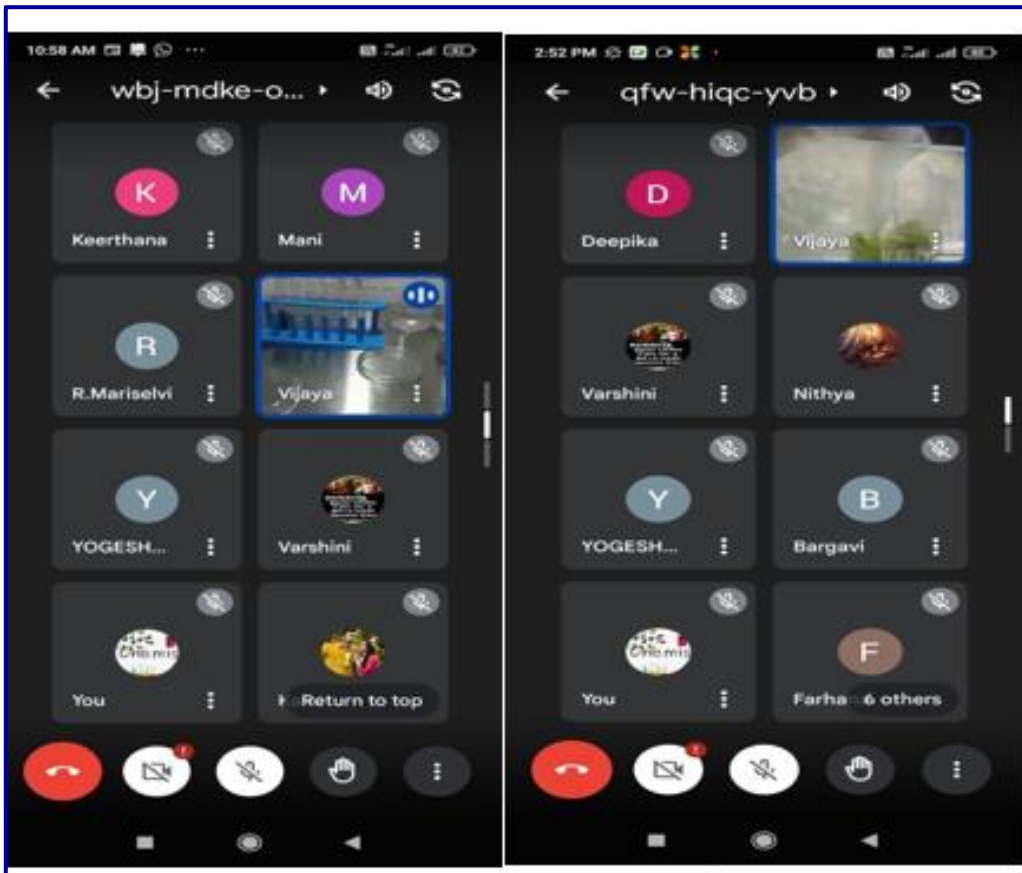 10:58 AM
wbj-mdke-o...
K
Keerthana
M
Mani
R
R.Mariselvi
Vijaya
Y
YOGESH...
Varshini
You
Return to top
2:52 PM
qfw-hiqc-yvb
D
Deepika
Vijaya
Varshini
Nithya
Y
YOGESH...
B
Bargavi
You
F
Farha
6 others